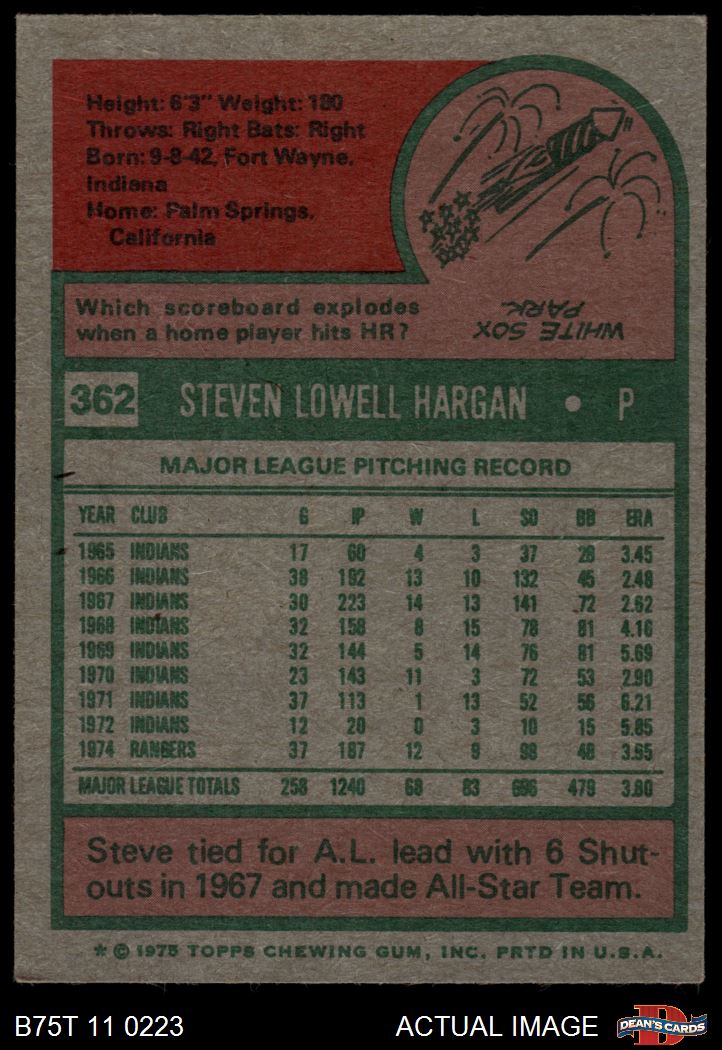 Height: 6'3" Weight: 180
Throws: Right Bats: Right
Born: 9-8-42, Fort Wayne,
Indiana
Home: Palm Springs,
California
Which scoreboard explodes
when a home player hits HR?
WHITE SOX
PARK
362 STEVEN LOWELL HARGAN • P
MAJOR LEAGUE PITCHING RECORD
YEAR CLUB G IP W L SO BB ERA
1965 INDIANS 17 60 4 3 37 28 3.45
1966 INDIANS 38 192 13 10 132 45 2.48
1967 INDIANS 30 223 14 13 141 72 2.62
1968 INDIANS 32 158 8 15 78 81 4.16
1969 INDIANS 32 144 5 14 76 81 5.69
1970 INDIANS 23 143 11 3 72 53 2.90
1971 INDIANS 37 113 1 13 52 56 6.21
1972 INDIANS 12 20 0 3 10 15 5.85
1974 RANGERS 37 187 12 9 98 48 3.95
MAJOR LEAGUE TOTALS 258 1240 68 83 696 479 3.80
Steve tied for A.L. lead with 6 Shut-
outs in 1967 and made All-Star Team.
* © 1975 TOPPS CHEWING GUM, INC. PRTD IN U.S.A.
B75T 11 0223 ACTUAL IMAGE D DEAN'S CARDS